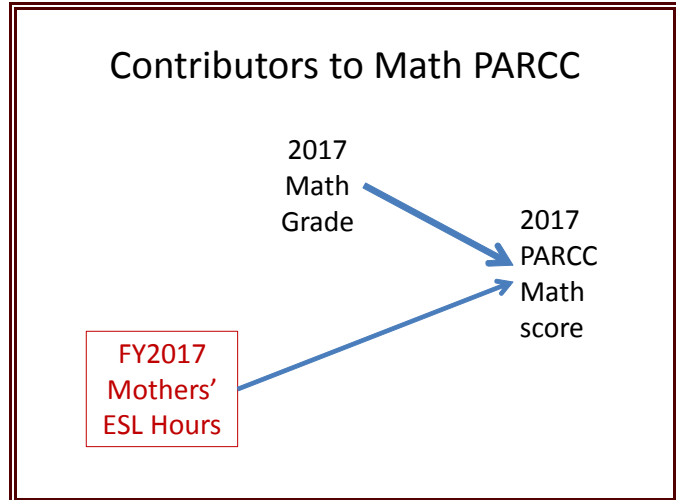 Contributors to Math PARCC
2017
Math
Grade
2017
PARCC
Math
score
FY2017
Mothers’
ESL Hours